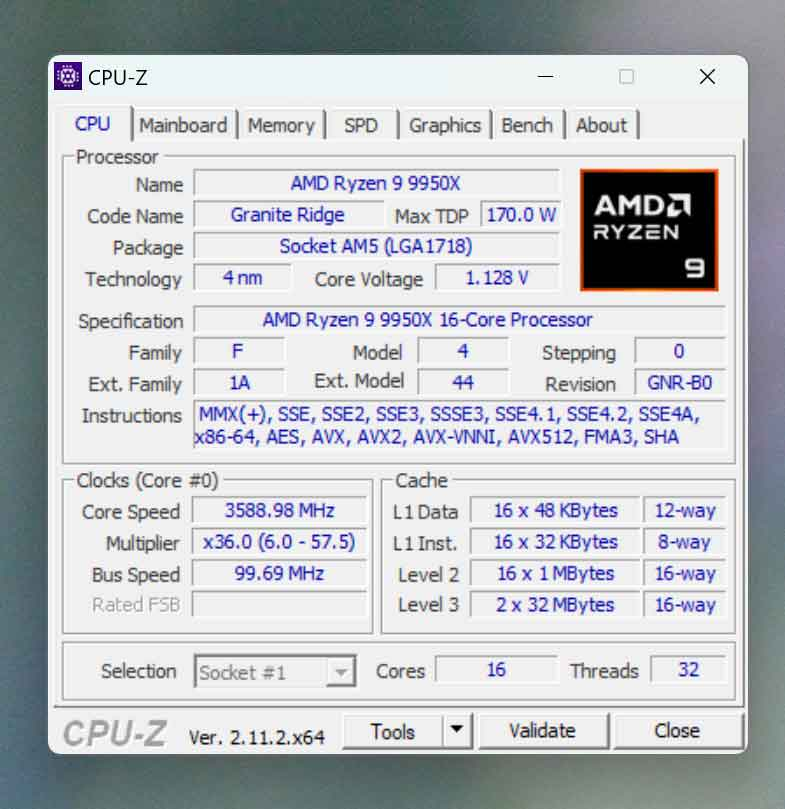 CPU-Z
CPU Mainboard Memory SPD Graphics Bench About
Processor
Name AMD Ryzen 9 9950X
Code Name Granite Ridge Max TDP 170.0 W
Package Socket AM5 (LGA1718)
Technology 4 nm Core Voltage 1.128 V
AMD
RYZEN
9
Specification AMD Ryzen 9 9950X 16-Core Processor
Family F Model 4 Stepping 0
Ext. Family 1A Ext. Model 44 Revision GNR-B0
Instructions MMX(+), SSE, SSE2, SSE3, SSSE3, SSE4.1, SSE4.2, SSE4A,
x86-64, AES, AVX, AVX2, AVX-VNNI, AVX512, FMA3, SHA
Clocks (Core #0)
Core Speed 3588.98 MHz
Multiplier x36.0 (6.0 - 57.5)
Bus Speed 99.69 MHz
Rated FSB
Cache
L1 Data 16 x 48 KBytes 12-way
L1 Inst. 16 x 32 KBytes 8-way
Level 2 16 x 1 MBytes 16-way
Level 3 2 x 32 MBytes 16-way
Selection Socket #1 Cores 16 Threads 32
CPU-Z Ver. 2.11.2.x64 Tools Validate Close